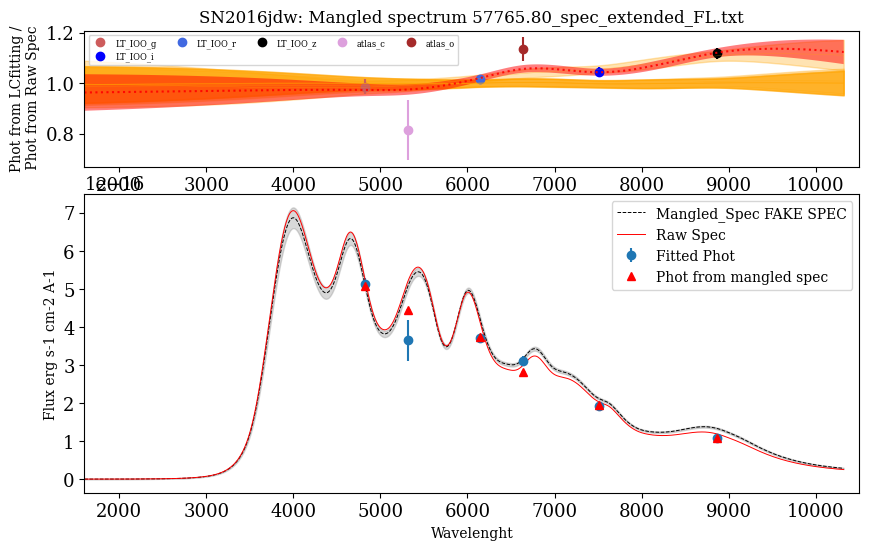 SN2016jdw: Mangled spectrum 57765.80_spec_extended_FL.txt
Phot from LCfitting /
Phot from Raw Spec
LT_IOO_g LT_IOO_r LT_IOO_z atlas_c atlas_o
LT_IOO_i
1.2
1.0
0.8
2000 3000 4000 5000 6000 7000 8000 9000 10000
1e−16
Flux erg s-1 cm-2 A-1
7
6
5
4
3
2
1
0
Mangled_Spec FAKE SPEC
Raw Spec
Fitted Phot
Phot from mangled spec
2000 3000 4000 5000 6000 7000 8000 9000 10000
Wavelenght